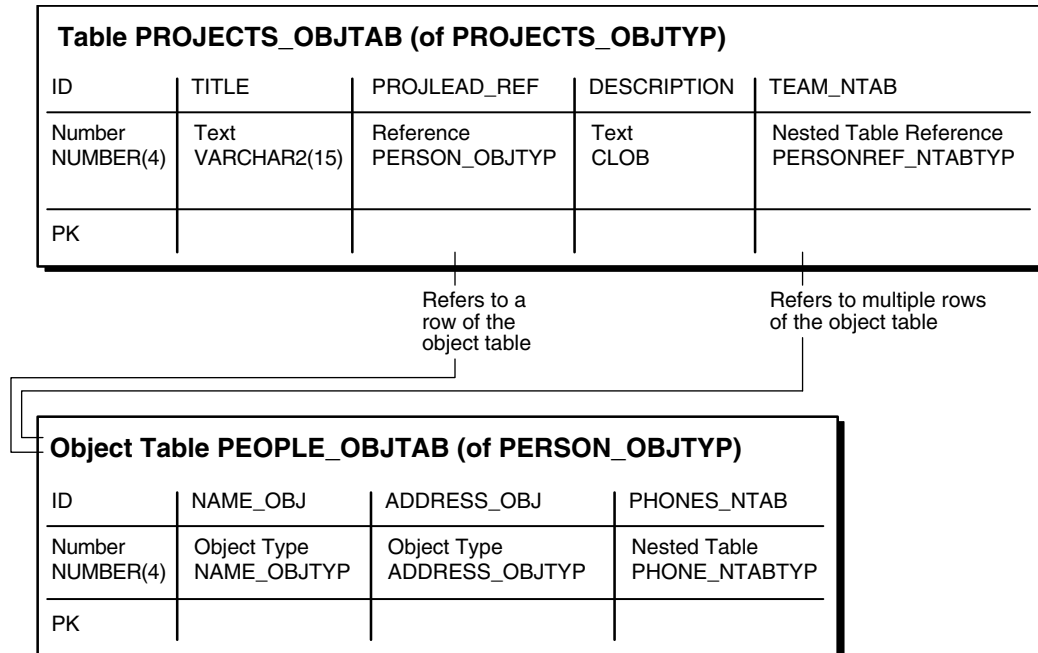 Table PROJECTS_OBJTAB (of PROJECTS_OBJTYP)
ID TITLE PROJLEAD_REF DESCRIPTION TEAM_NTAB
Number Text Reference Text Nested Table Reference
NUMBER(4) VARCHAR2(15) PERSON_OBJTYP CLOB PERSONREF_NTABTYP
PK
Refers to a
row of the
object table
Refers to multiple rows
of the object table
Object Table PEOPLE_OBJTAB (of PERSON_OBJTYP)
ID NAME_OBJ ADDRESS_OBJ PHONES_NTAB
Number Object Type Object Type Nested Table
NUMBER(4) NAME_OBJTYP ADDRESS_OBJTYP PHONE_NTABTYP
PK